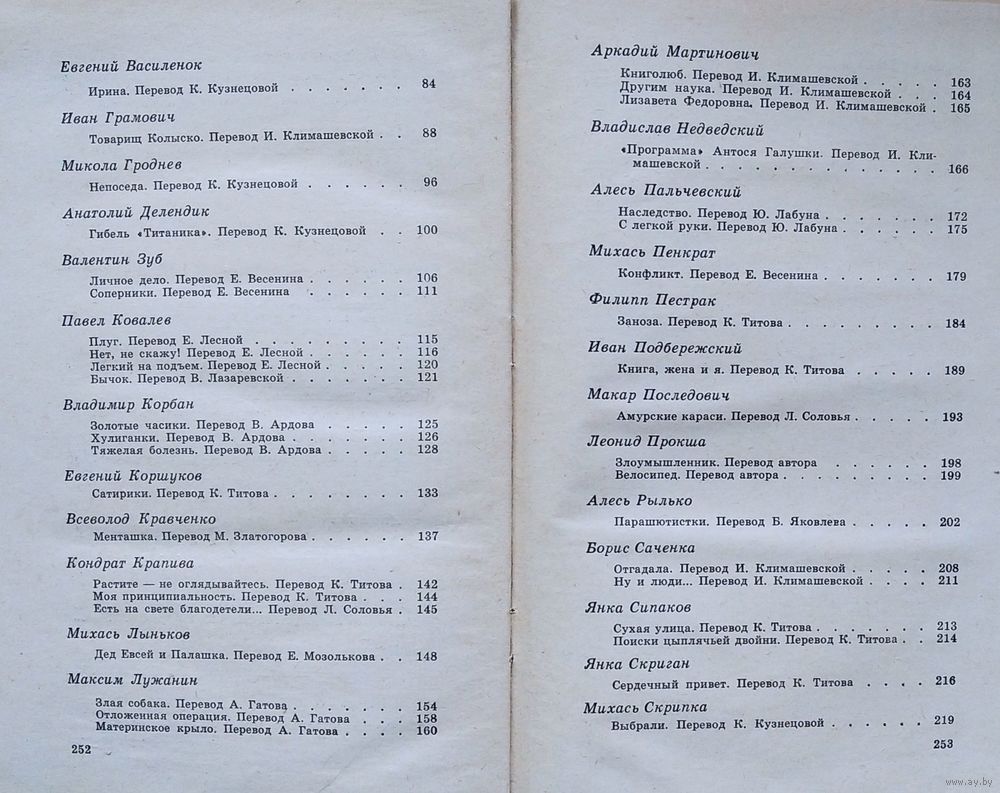 Евгений Василенок
Ирина. Перевод К. Кузнецовой . . . . . . . 84
Иван Грамович
Товарищ Колыско. Перевод И. Климашевской . . 88
Микола Гроднев
Непоседа. Перевод К. Кузнецовой . . . . . . 96
Анатолий Делендик
Гибель «Титаника». Перевод К. Кузнецовой . . 100
Валентин Зуб
Личное дело. Перевод Е. Весенина . . . . . . 106
Соперники. Перевод Е. Весенина . . . . . . 111
Павел Ковалев
Плуг. Перевод Е. Лесной . . . . . . . . . 115
Нет, не скажу! Перевод Е. Лесной . . . . . . 116
Легкий на подъем. Перевод Е. Лесной . . . . . 120
Бычок. Перевод В. Лазаревской . . . . . . . 121
Владимир Корбан
Золотые часики. Перевод В. Ардова . . . . . 125
Хулиганки. Перевод В. Ардова . . . . . . . 126
Тяжелая болезнь. Перевод В. Ардова . . . . . 128
Евгений Коршуков
Сатирики. Перевод К. Титова . . . . . . . . 133
Всеволод Кравченко
Менташка. Перевод М. Златогорова . . . . . . 137
Кондрат Крапива
Растите — не оглядывайтесь. Перевод К. Титова . 142
Моя принципиальность. Перевод К. Титова . . . 144
Есть на свете благодетели... Перевод Л. Соловья . 145
Михась Лыньков
Дед Евсей и Палашка. Перевод Е. Мозолькова . . 148
Максим Лужанин
Злая собака. Перевод А. Гатова . . . . . . . 154
Отложенная операция. Перевод А. Гатова . . . 158
Материнское крыло. Перевод А. Гатова . . . . 160
252
Аркадий Мартинович
Книголюб. Перевод И. Климашевской . . . . . 163
Другим наука. Перевод И. Климашевской . . . 164
Лизавета Федоровна. Перевод И. Климашевской . 165
Владислав Недведский
«Программа» Антося Галушки. Перевод И. Кли-
машевской . . . . . . . . . . . . . . 166
Алесь Пальчевский
Наследство. Перевод Ю. Лабуна . . . . . . . 172
С легкой руки. Перевод Ю. Лабуна . . . . . . 175
Михась Пенкрат
Конфликт. Перевод Е. Весенина . . . . . . . 179
Филипп Пестрак
Заноза. Перевод К. Титова . . . . . . . . . 184
Иван Подбережский
Книга, жена и я. Перевод К. Титова . . . . . 189
Макар Последович
Амурские караси. Перевод Л. Соловья . . . . . 193
Леонид Прокша
Злоумышленник. Перевод автора . . . . . . 198
Велосипед. Перевод автора . . . . . . . . . 199
Алесь Рылько
Парашютистки. Перевод Б. Яковлева . . . . . 202
Борис Саченка
Отгадала. Перевод И. Климашевской . . . . . 208
Ну и люди... Перевод И. Климашевской . . . . 211
Янка Сипаков
Сухая улица. Перевод К. Титова . . . . . . . 213
Поиски цыплячьей двойни. Перевод К. Титова . . 214
Янка Скриган
Сердечный привет. Перевод К. Титова . . . . 216
Михась Скрипка
Выбрали. Перевод К. Кузнецовой . . . . . . 219
253
www.ay.by